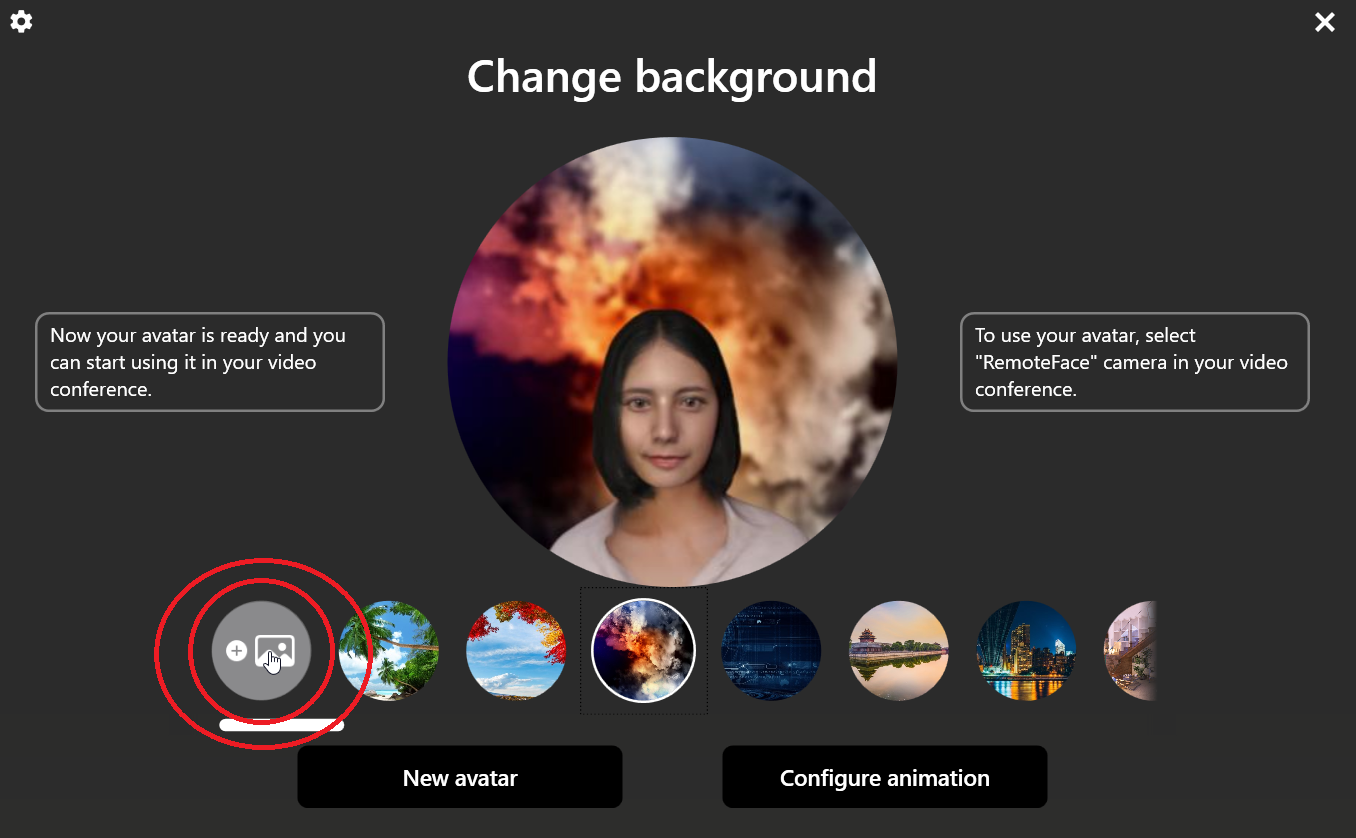 Change background
Now your avatar is ready and you
can start using it in your video
conference.
To use your avatar, select
"RemoteFace" camera in your video
conference.
New avatar
Configure animation